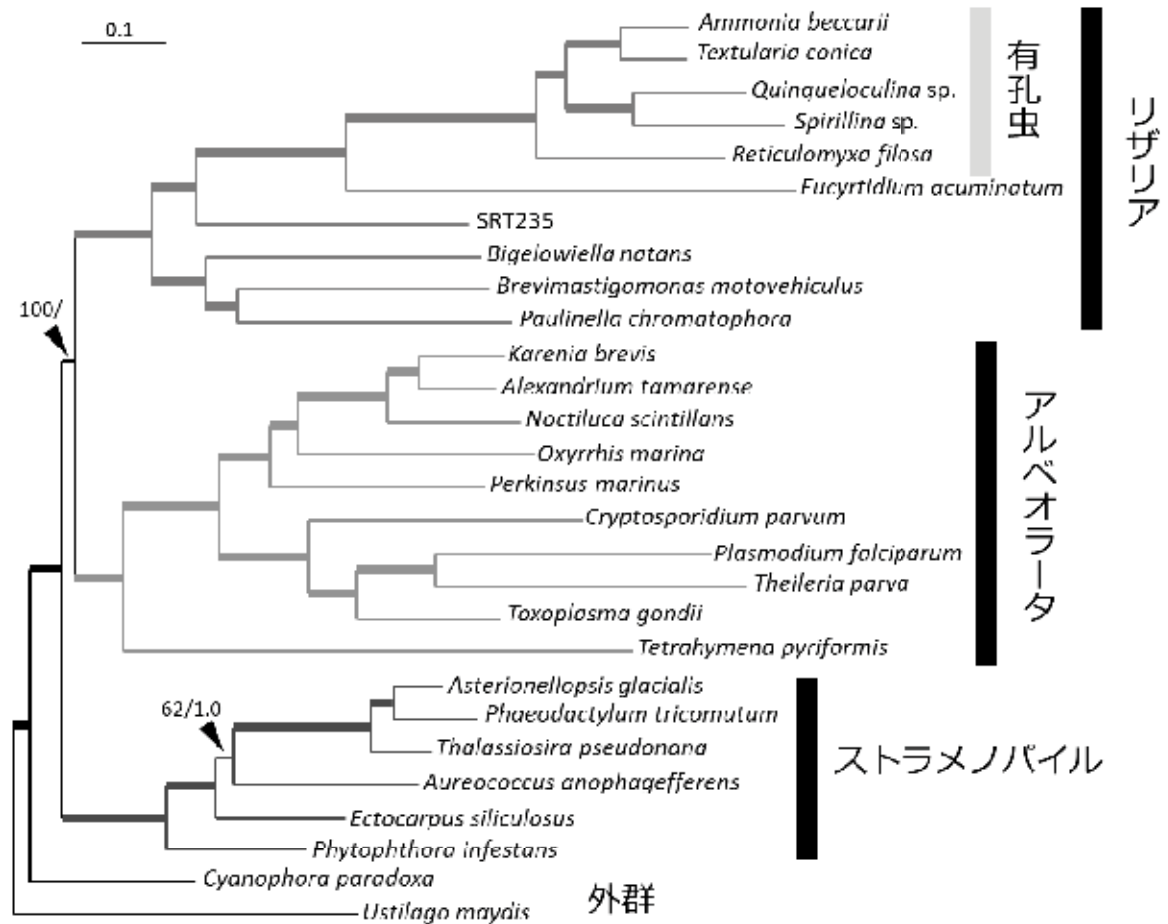 0.1
Ammonia beccarii
Textularia conica
Quinqueloculina sp.
Spirillina sp.
Reticulomyxa filosa
Eucyrtidium acuminatum
SRT235
Bigelowiella natans
Brevimastigomonas motovehiculus
Paulinella chromatophora
100/
Karenia brevis
Alexandrium tamarense
Noctiluca scintillans
Oxyrrhis marina
Perkinsus marinus
Cryptosporidium parvum
Plasmodium falciparum
Theileria parva
Toxoplasma gondii
Tetrahymena pyriformis
Asterionellopsis glacialis
62/1.0
Phaeodactylum tricornutum
Thalassiosira pseudonana
Aureococcus anophagefferens
Ectocarpus siliculosus
Phytophthora infestans
Cyanophora paradoxa
Ustilago maydis
有孔虫
リザリア
アルベオラータ
ストラメノパイル
外群